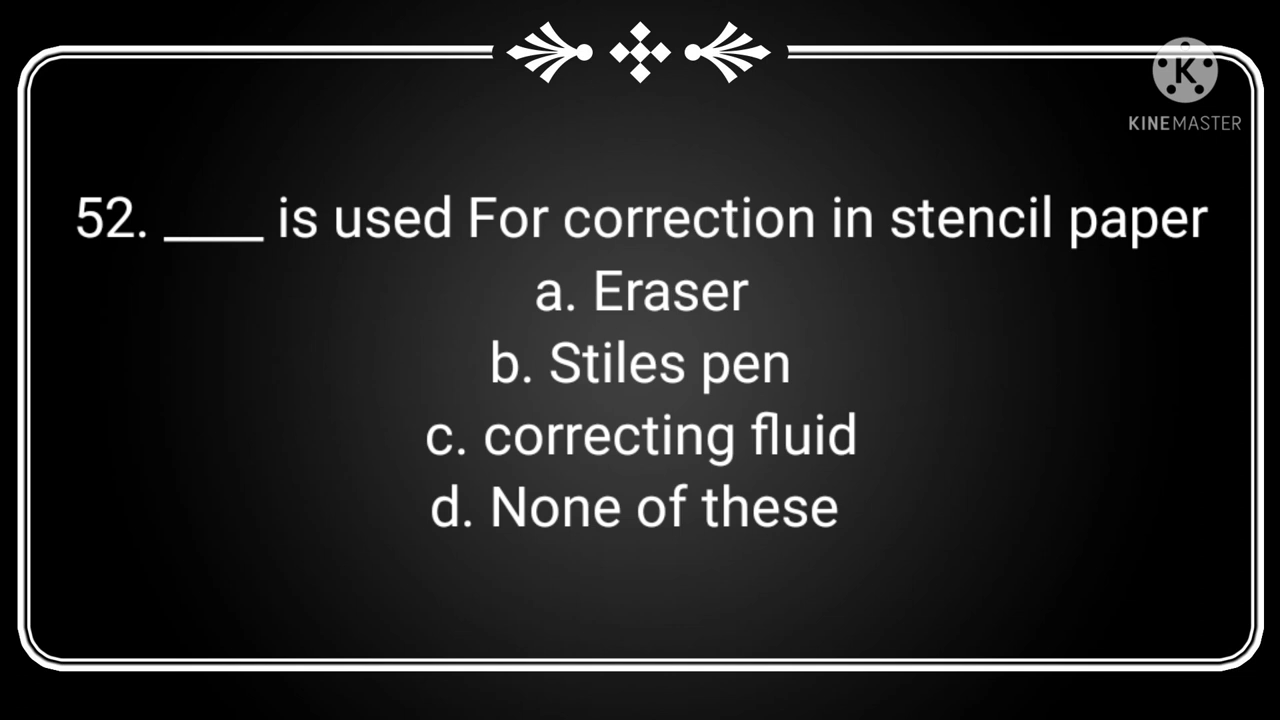 K
KINEMASTER
52. ____ is used For correction in stencil paper
a. Eraser
b. Stiles pen
c. correcting fluid
d. None of these